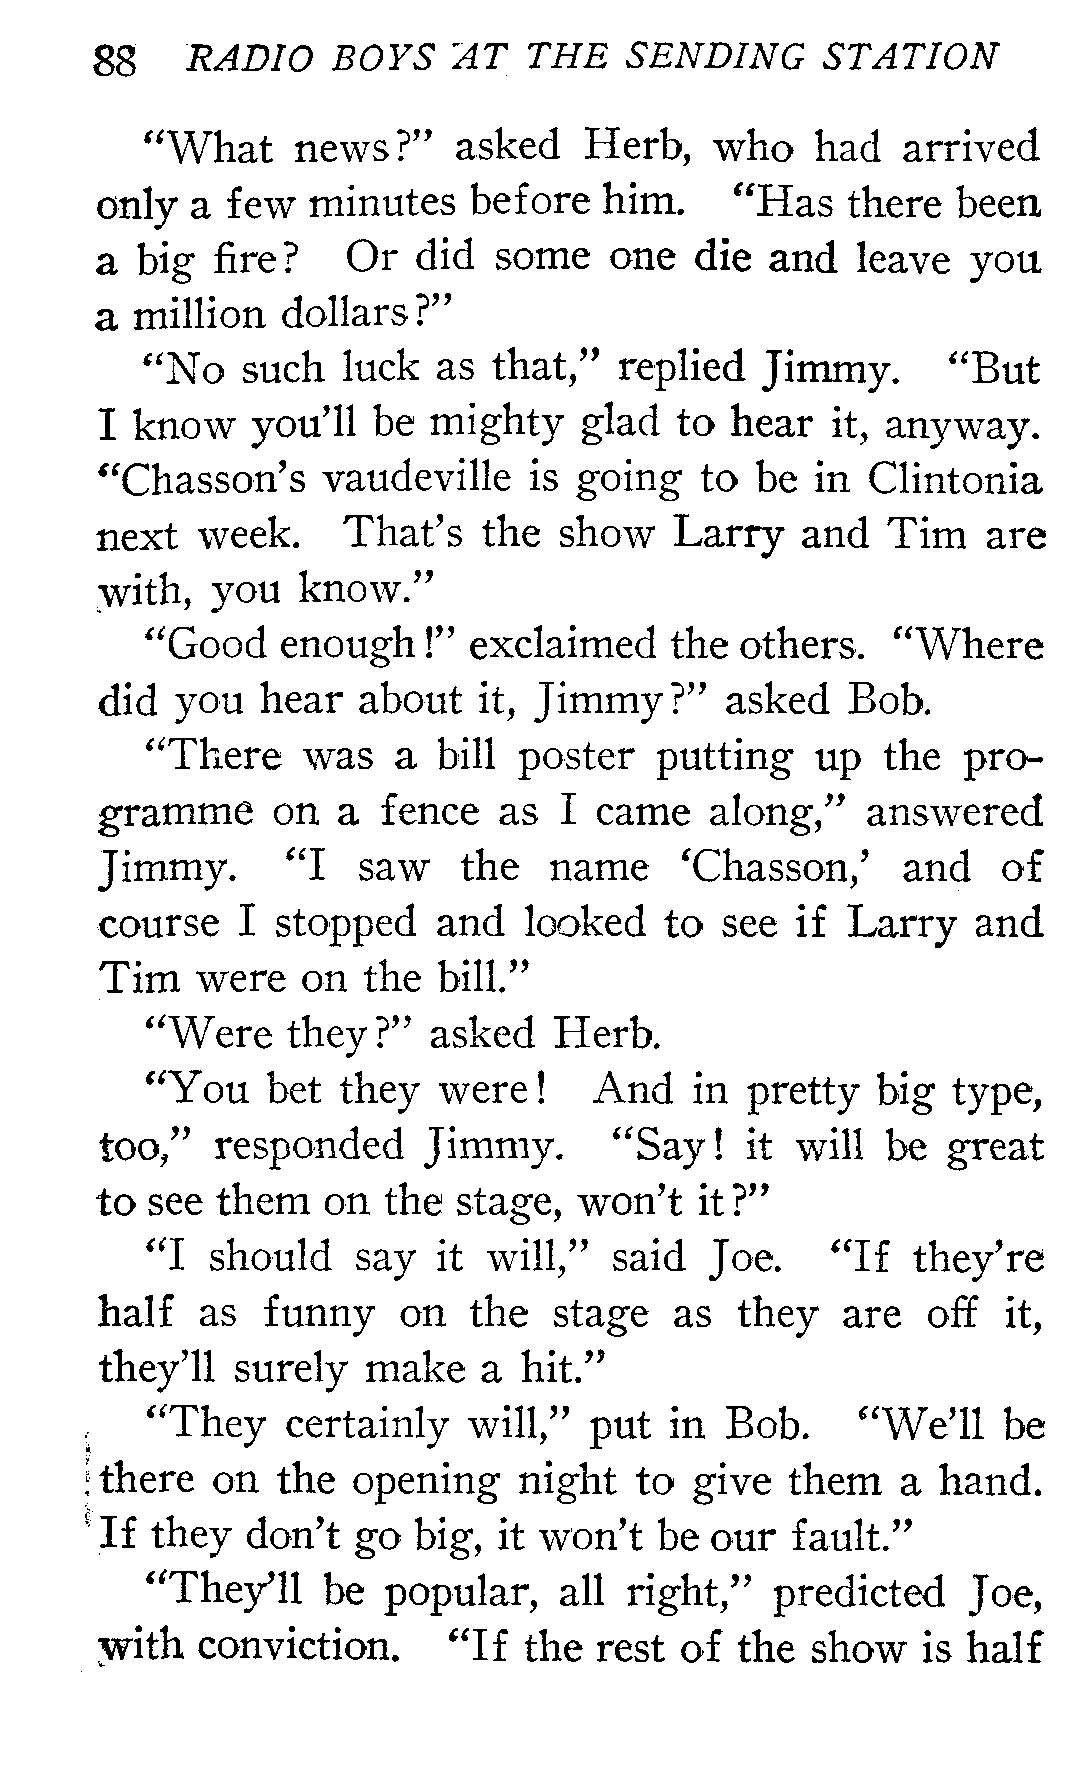 88 RADIO BOYS AT THE SENDING STATION
“What news?” asked Herb, who had arrived
only a few minutes before him. “Has there been
a big fire? Or did some one die and leave you
a million dollars?”
“No such luck as that,” replied Jimmy. “But
I know you’ll be mighty glad to hear it, anyway.
“Chasson’s vaudeville is going to be in Clintonia
next week. That’s the show Larry and Tim are
with, you know.”
“Good enough!” exclaimed the others. “Where
did you hear about it, Jimmy?” asked Bob.
“There was a bill poster putting up the pro-
gramme on a fence as I came along,” answered
Jimmy. “I saw the name ‘Chasson,’ and of
course I stopped and looked to see if Larry and
Tim were on the bill.”
“Were they?” asked Herb.
“You bet they were! And in pretty big type,
too,” responded Jimmy. “Say! it will be great
to see them on the stage, won’t it?”
“I should say it will,” said Joe. “If they’re
half as funny on the stage as they are off it,
they’ll surely make a hit.”
“They certainly will,” put in Bob. “We’ll be
there on the opening night to give them a hand.
If they don’t go big, it won’t be our fault.”
“They’ll be popular, all right,” predicted Joe,
with conviction. “If the rest of the show is half